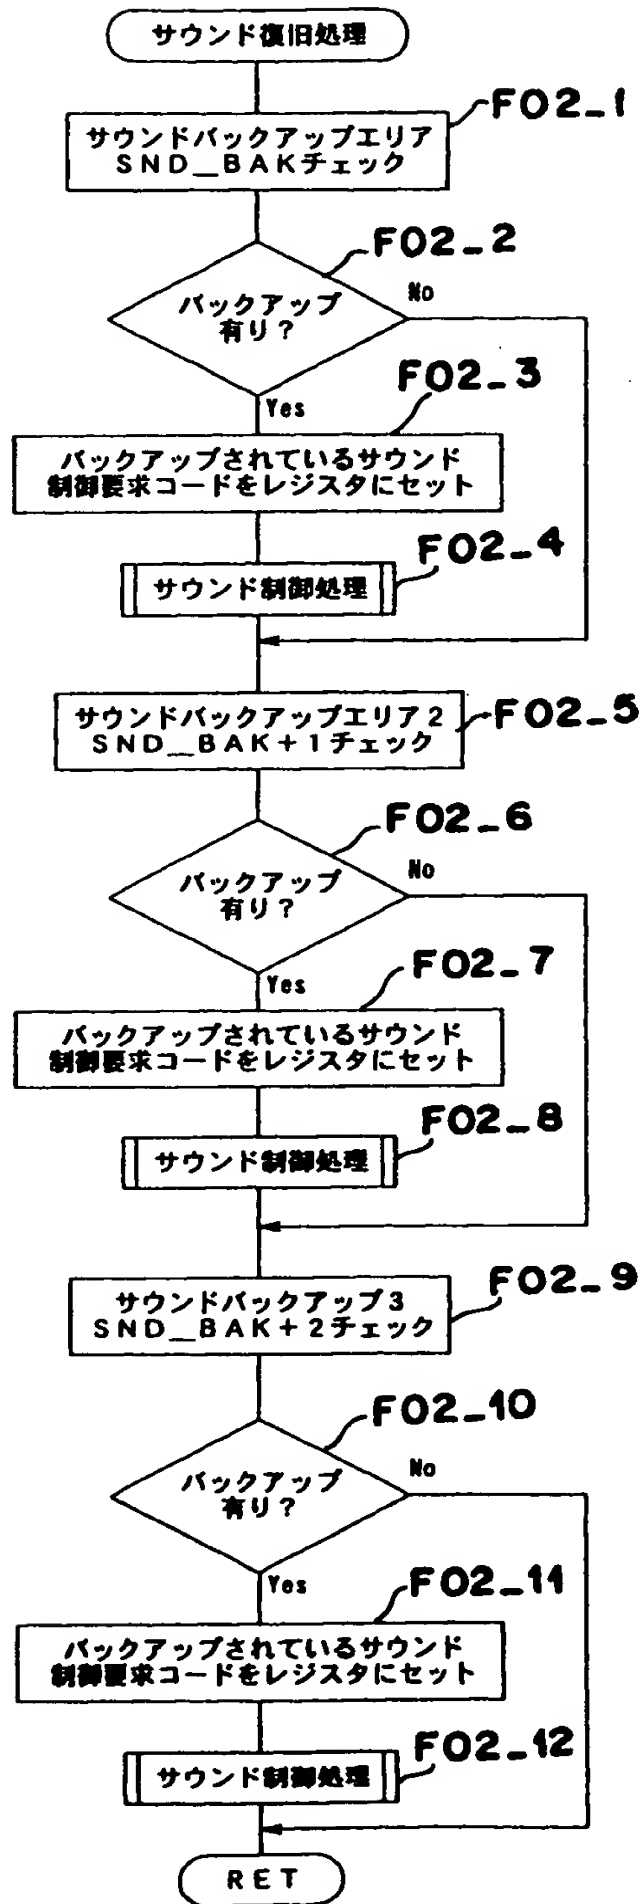 サウンド復旧処理
F02_1
サウンドバックアップエリア
SND__BAKチェック
F02_2
バックアップ
有り?
No
Yes
F02_3
バックアップされているサウンド
制御要求コードをレジスタにセット
F02_4
サウンド制御処理
サウンドバックアップエリア2
SND__BAK+1チェック
F02_5
F02_6
バックアップ
有り?
No
Yes
F02_7
バックアップされているサウンド
制御要求コードをレジスタにセット
F02_8
サウンド制御処理
F02_9
サウンドバックアップ3
SND__BAK+2チェック
F02_10
バックアップ
有り?
No
Yes
F02_11
バックアップされているサウンド
制御要求コードをレジスタにセット
F02_12
サウンド制御処理
RET